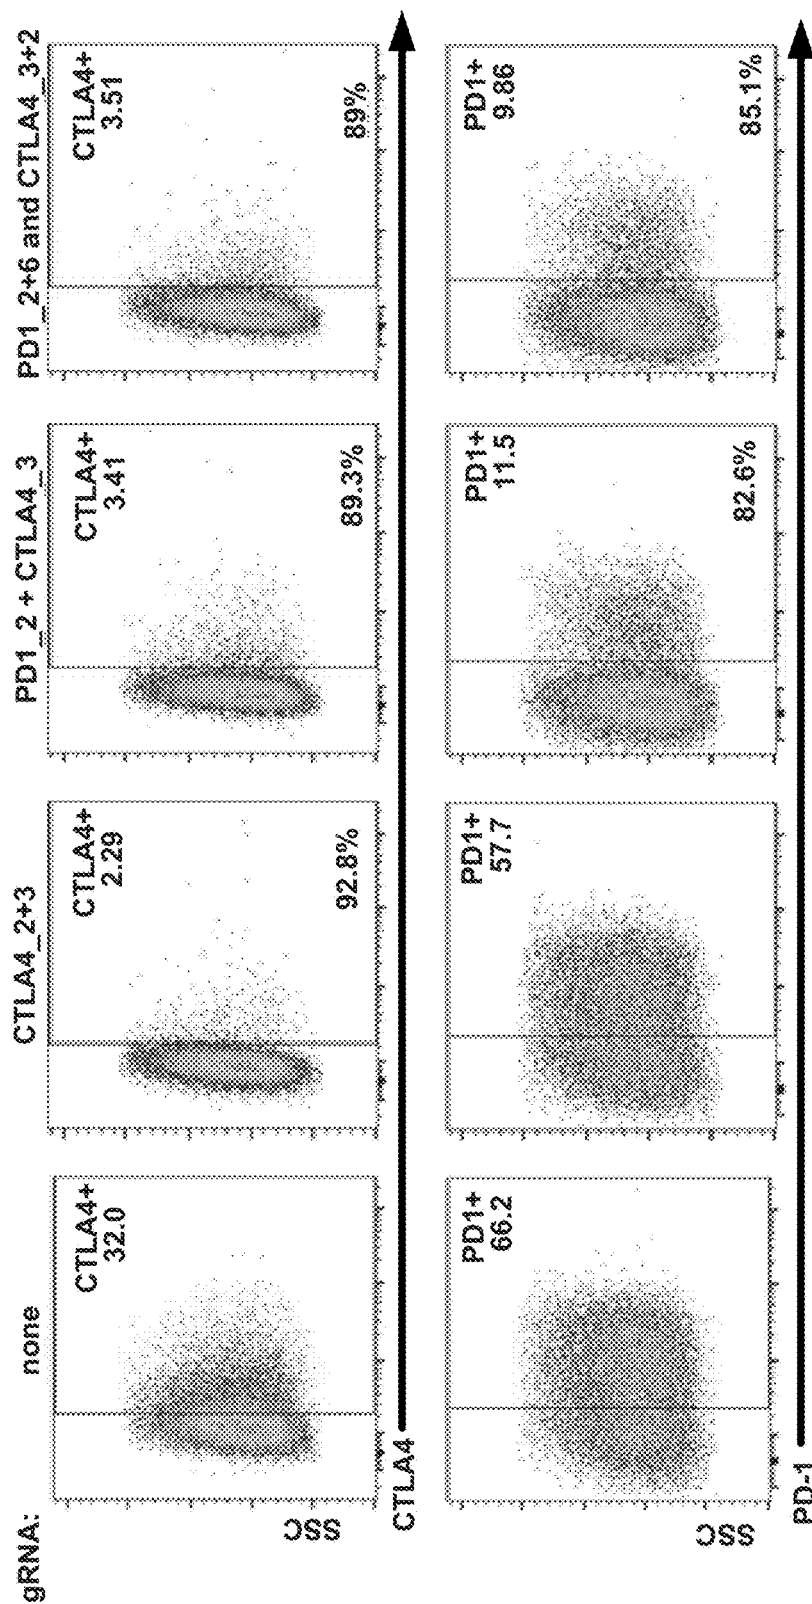 gRNA:
none
CTLA4_2+3
PD1_2 + CTLA4_3
PD1_2+6 and CTLA4_3+2
SSC
CTLA4+
32.0
CTLA4+
2.29
92.8%
CTLA4+
3.41
89.3%
CTLA4+
3.51
89%
CTLA4
SSC
PD1+
66.2
PD1+
57.7
PD1+
11.5
82.6%
PD1+
9.86
85.1%
PD-1